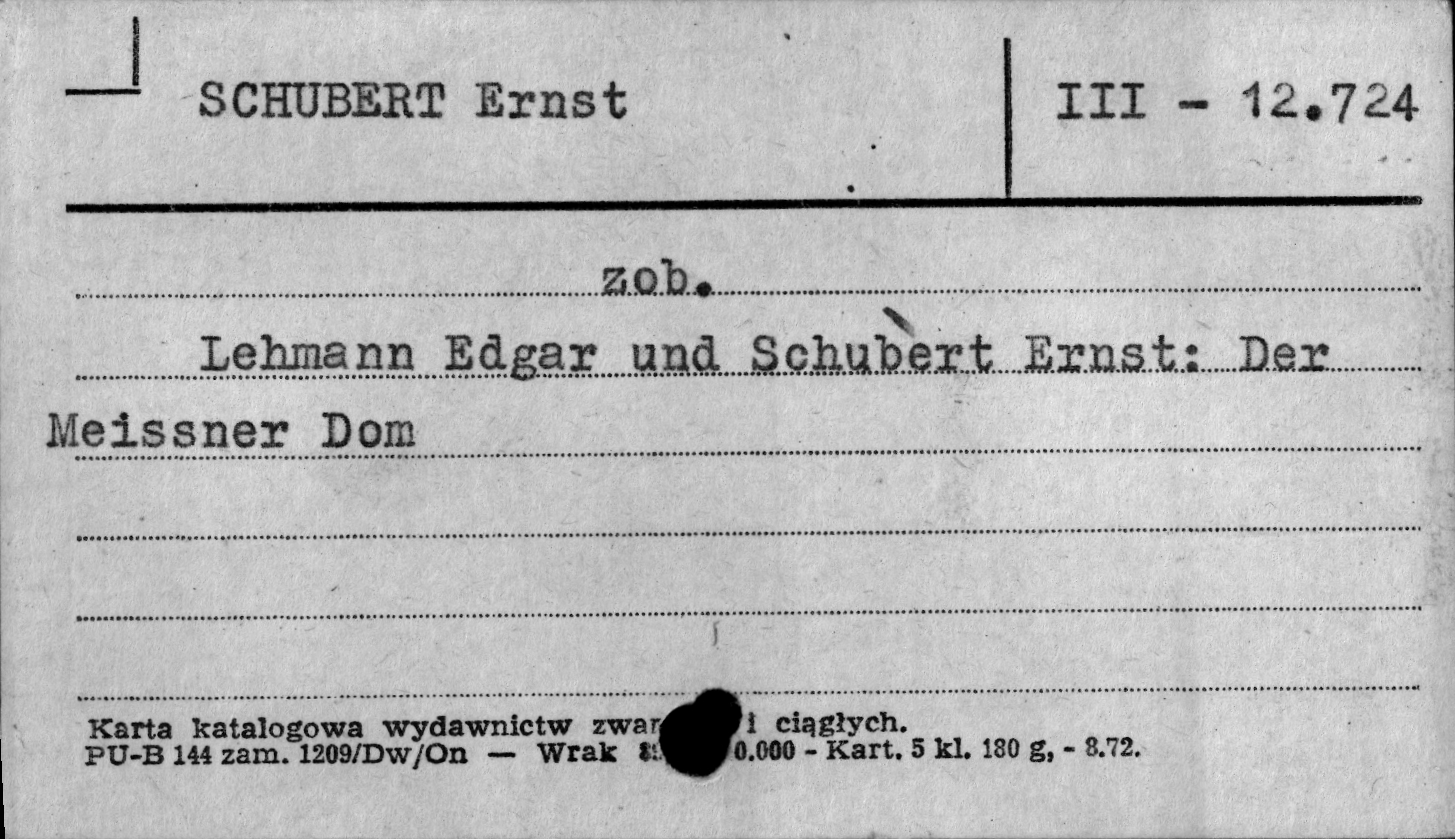 SCHUBERT Ernst
III - 12.724
zob.
Lehmann Edgar und Schubert Ernst: Der
Meissner Dom
Karta katalogowa wydawnictw i ciągłych.
PU-B 144 zam. 1209/Dw/On — Wrak 0.000 - Kart. 5 kl. 180 g, - 8.72.